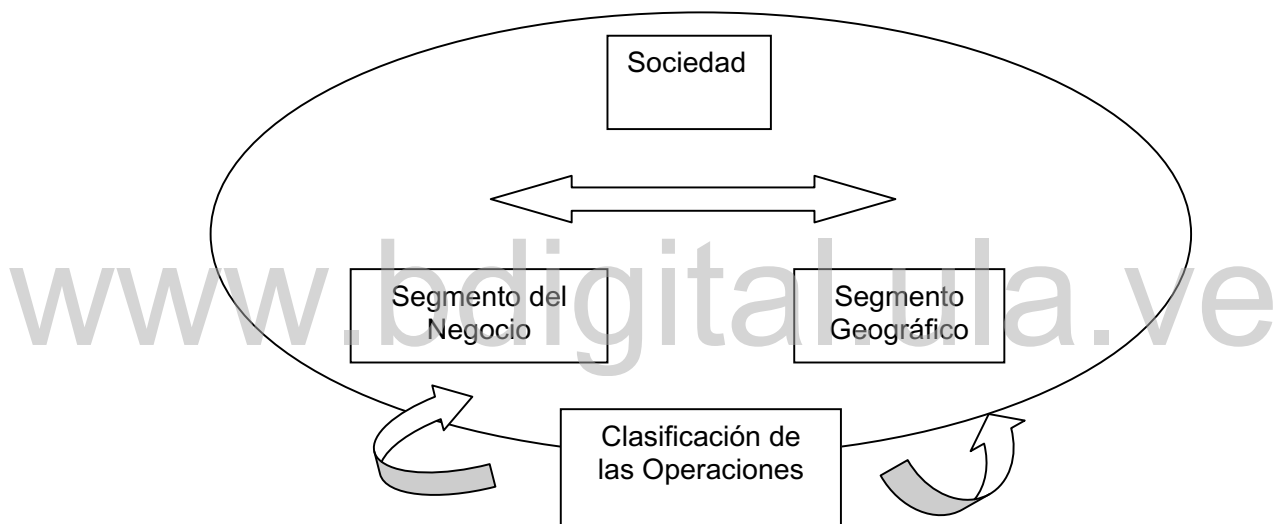 Sociedad
Segmento del
Negocio
Segmento
Geográfico
www.bdigital.ula.ve
Clasificación de
las Operaciones